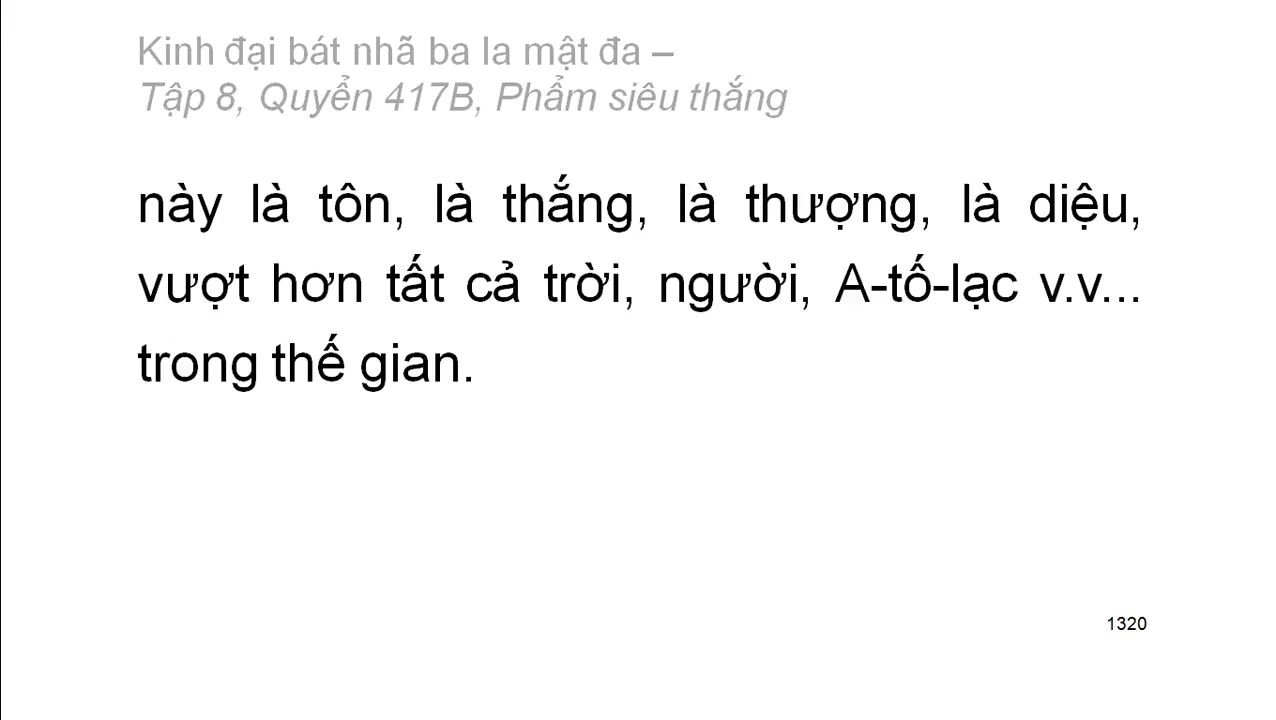 Kinh đại bát nhã ba la mật đa –
Tập 8, Quyển 417B, Phẩm siêu thắng
này là tôn, là thắng, là thượng, là diệu,
vượt hơn tất cả trời, người, A-tố-lạc v.v...
trong thế gian.
1320